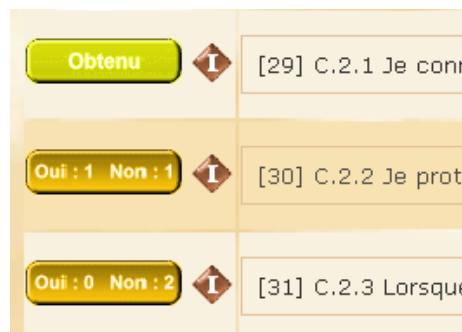 Obtenu I [29] C.2.1 Je conn
Oui : 1 Non : 1 I [30] C.2.2 Je prot
Oui : 0 Non : 2 I [31] C.2.3 Lorsque